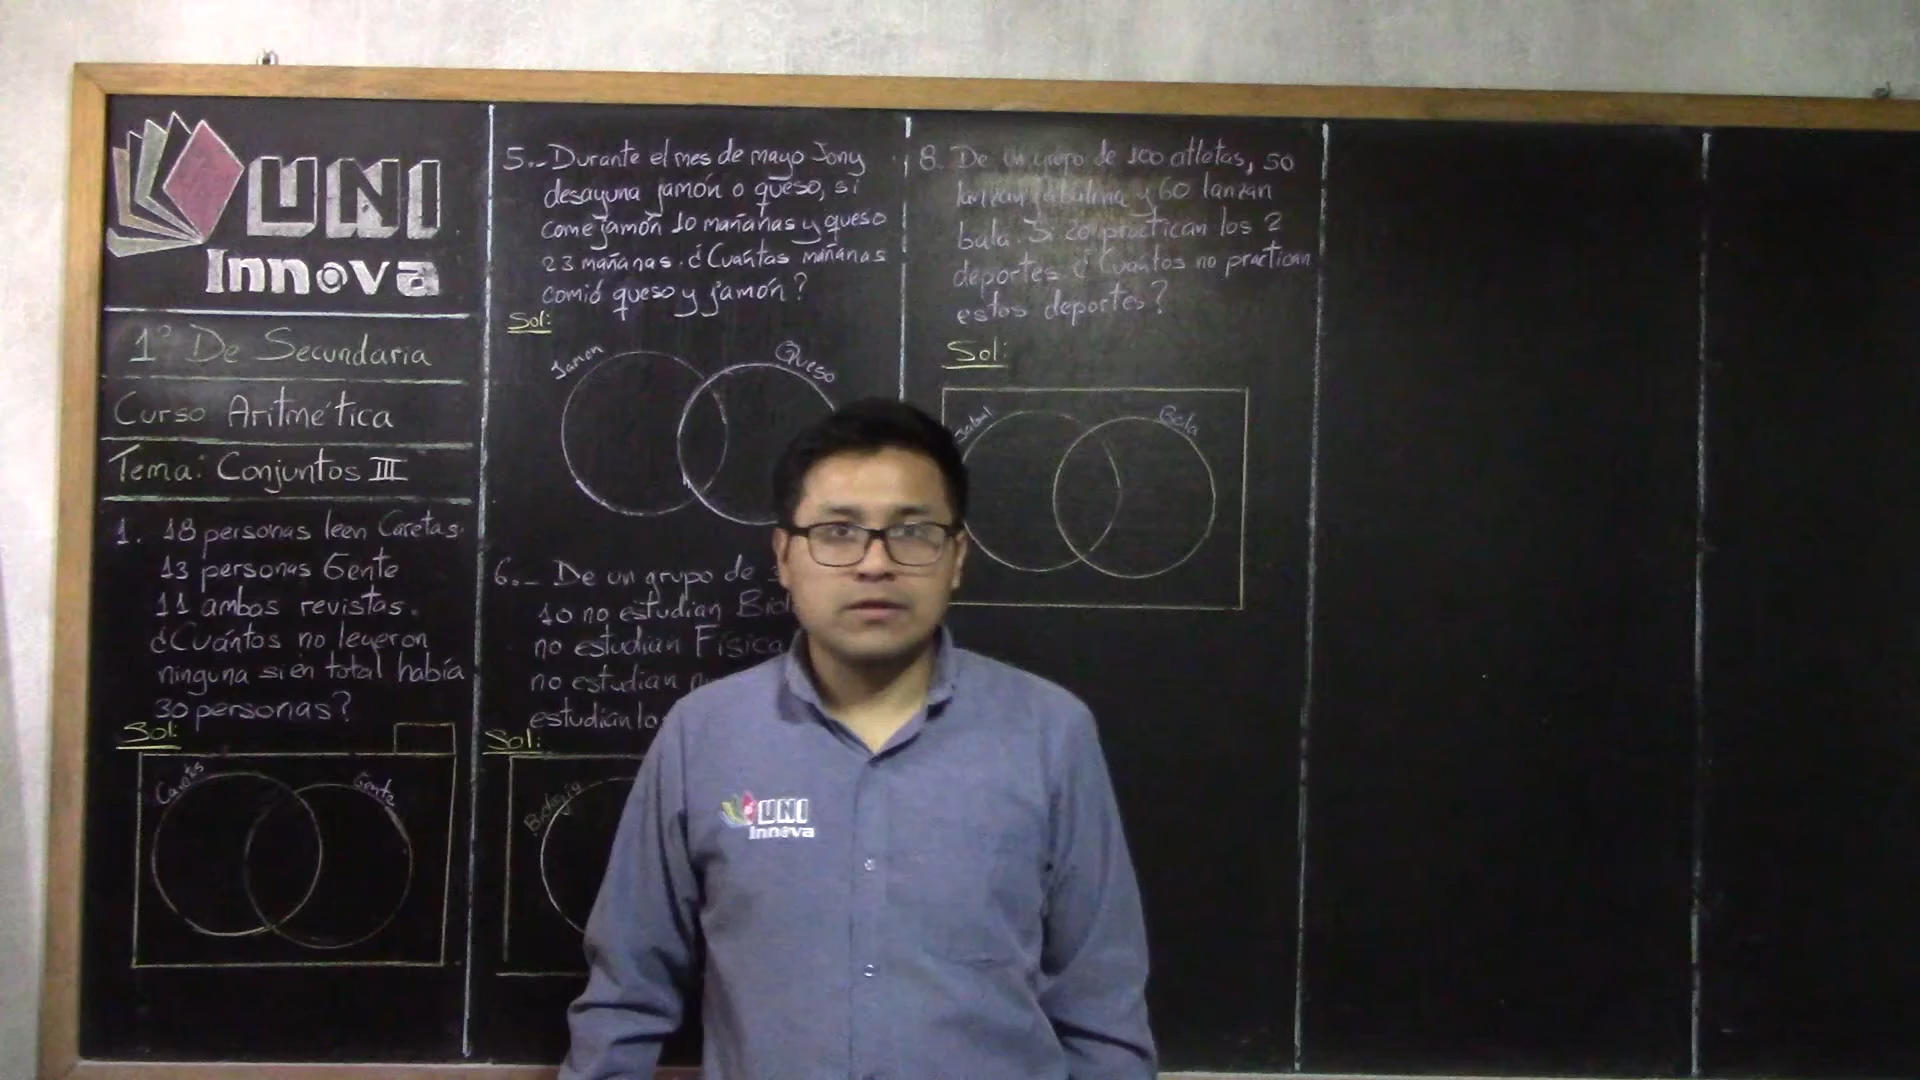 UNI
Innova
1° De Secundaria
Curso Aritmética
Tema: Conjuntos III
1. 18 personas leen Caretas.
13 personas Gente
11 ambas revistas.
¿Cuántos no leyeron
ninguna si en total había
30 personas?
Sol:
Gente
5.- Durante el mes de mayo Jony
desayuna jamón o queso, si
come jamón 10 mañanas y queso
23 mañanas. ¿Cuántas mañanas
comió queso y jamón?
Sol:
Jamon
Queso
6.- De un grupo de
10 no estudian
no estudian Física
no estudian
estudian
Sol:
Biología
8. De un grupo de 100 atletas, 50
lanzan jabalina y 60 lanzan
bala. Si 20 practican los 2
deportes ¿Cuántos no practican
estos deportes?
Sol:
Bala
UNI
Innova